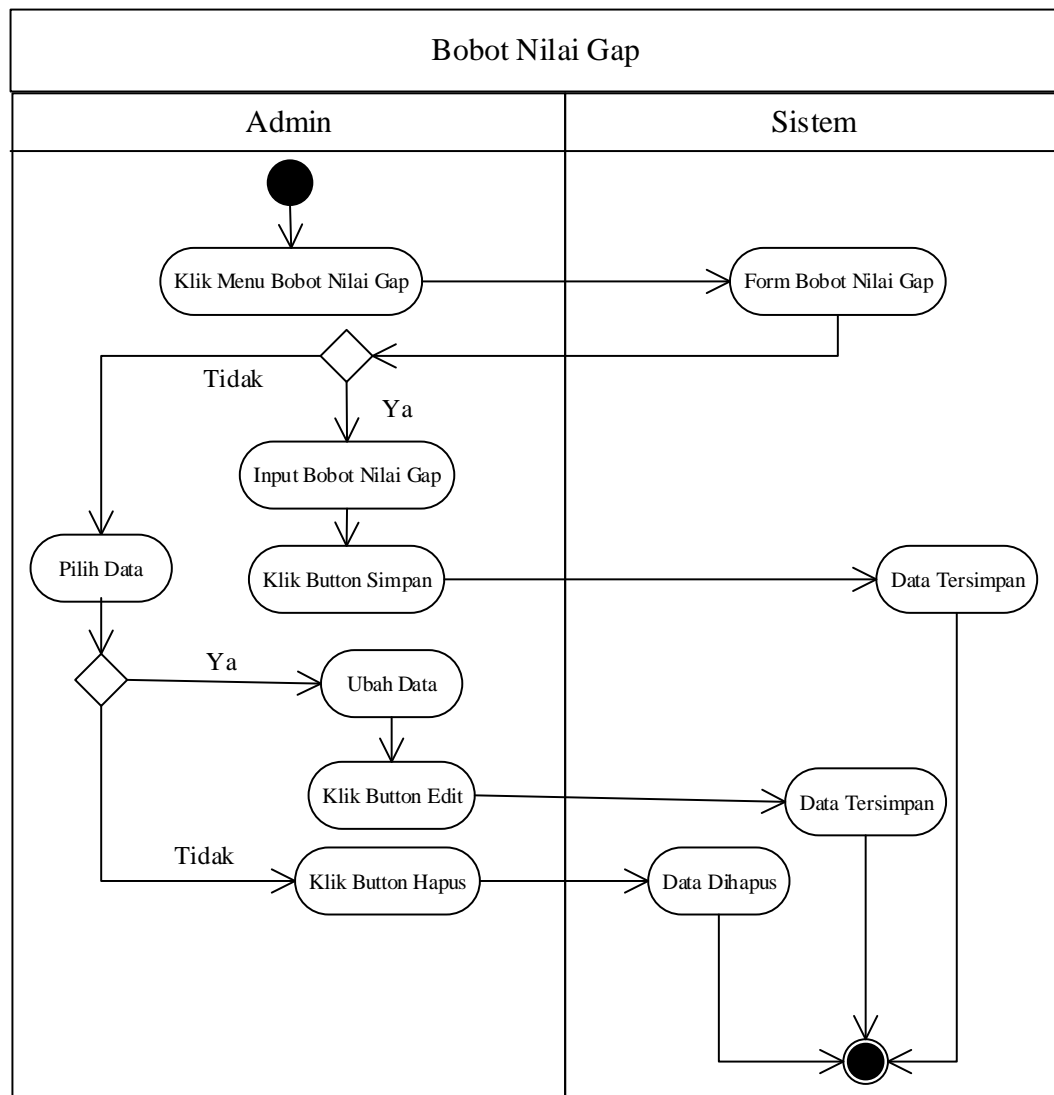 Bobot Nilai Gap
Admin
Sistem
Klik Menu Bobot Nilai Gap
Form Bobot Nilai Gap
Tidak
Ya
Input Bobot Nilai Gap
Pilih Data
Klik Button Simpan
Data Tersimpan
Ya
Ubah Data
Klik Button Edit
Data Tersimpan
Tidak
Klik Button Hapus
Data Dihapus